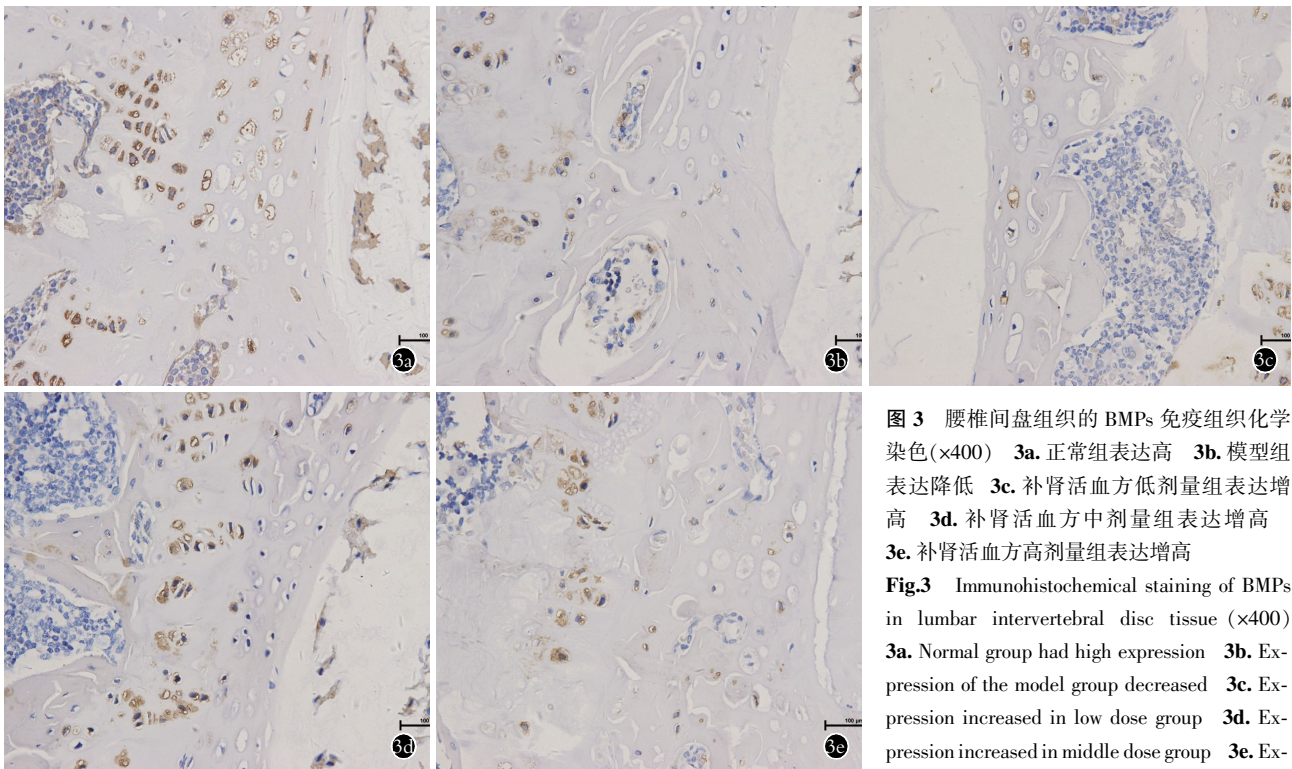 100
3a
10
3b
100
3c
100
3d
100 μm
3e
图 3 腰椎间盘组织的 BMPs 免疫组织化学
染色(×400) 3a. 正常组表达高 3b. 模型组
表达降低 3c. 补肾活血方低剂量组表达增
高 3d. 补肾活血方中剂量组表达增高
3e. 补肾活血方高剂量组表达增高
Fig.3 Immunohistochemical staining of BMPs
in lumbar intervertebral disc tissue (×400)
3a. Normal group had high expression 3b. Ex-
pression of the model group decreased 3c. Ex-
pression increased in low dose group 3d. Ex-
pression increased in middle dose group 3e. Ex-